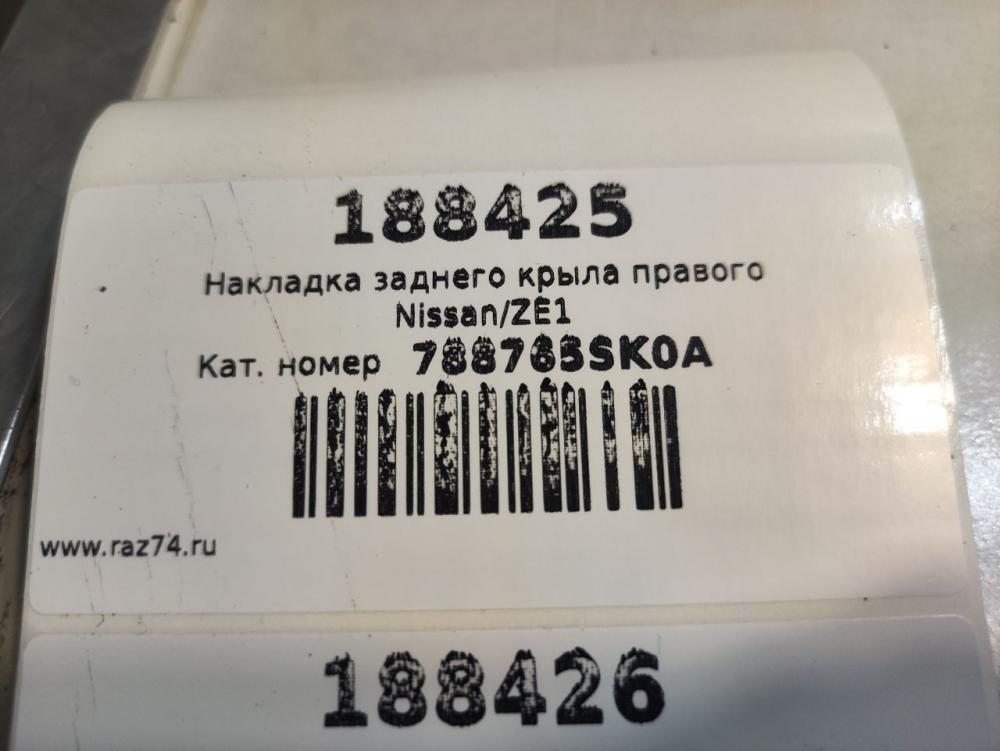 188425
Накладка заднего крыла правого
Nissan/ZE1
Кат. номер 788765SK0A
www.raz74.ru
188426